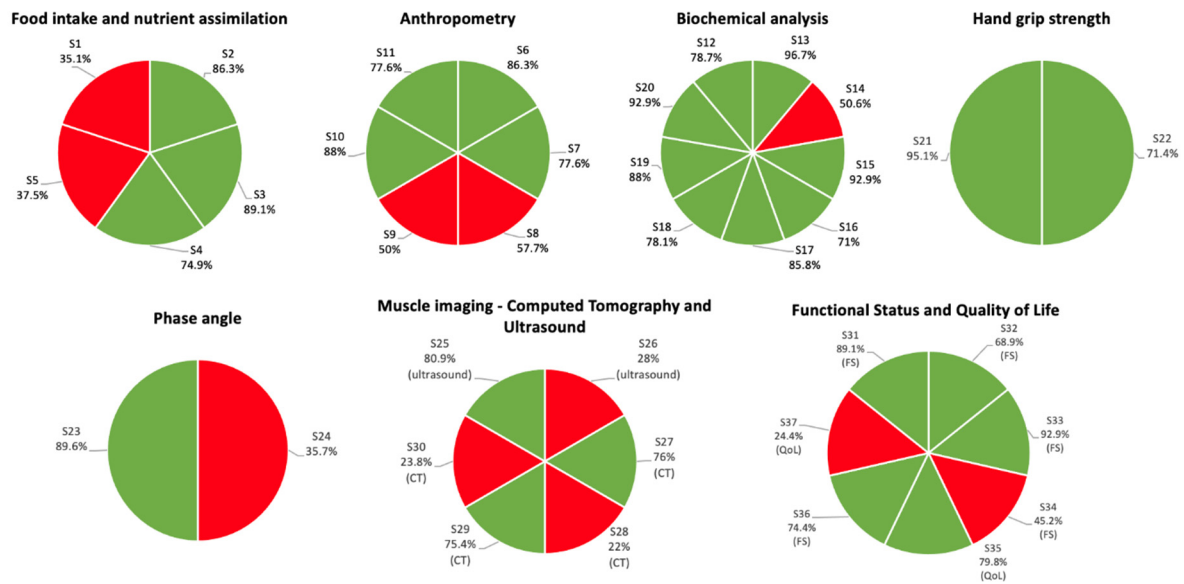 Food intake and nutrient assimilation
S1
35.1%
S2
86.3%
S3
89.1%
S4
74.9%
S5
37.5%
Anthropometry
S11
77.6%
S6
86.3%
S7
77.6%
S8
57.7%
S9
50%
S10
88%
Biochemical analysis
S12
78.7%
S13
96.7%
S14
50.6%
S15
92.9%
S16
71%
S17
85.8%
S18
78.1%
S19
88%
S20
92.9%
Hand grip strength
S21
95.1%
S22
71.4%
Phase angle
S23
89.6%
S24
35.7%
Muscle imaging - Computed Tomography and
Ultrasound
S25
80.9%
(ultrasound)
S26
28%
(ultrasound)
S27
76%
(CT)
S28
22%
(CT)
S29
75.4%
(CT)
S30
23.8%
(CT)
Functional Status and Quality of Life
S31
89.1%
(FS)
S32
68.9%
(FS)
S33
92.9%
(FS)
S34
45.2%
(FS)
S35
79.8%
(QoL)
S36
74.4%
(FS)
S37
24.4%
(QoL)